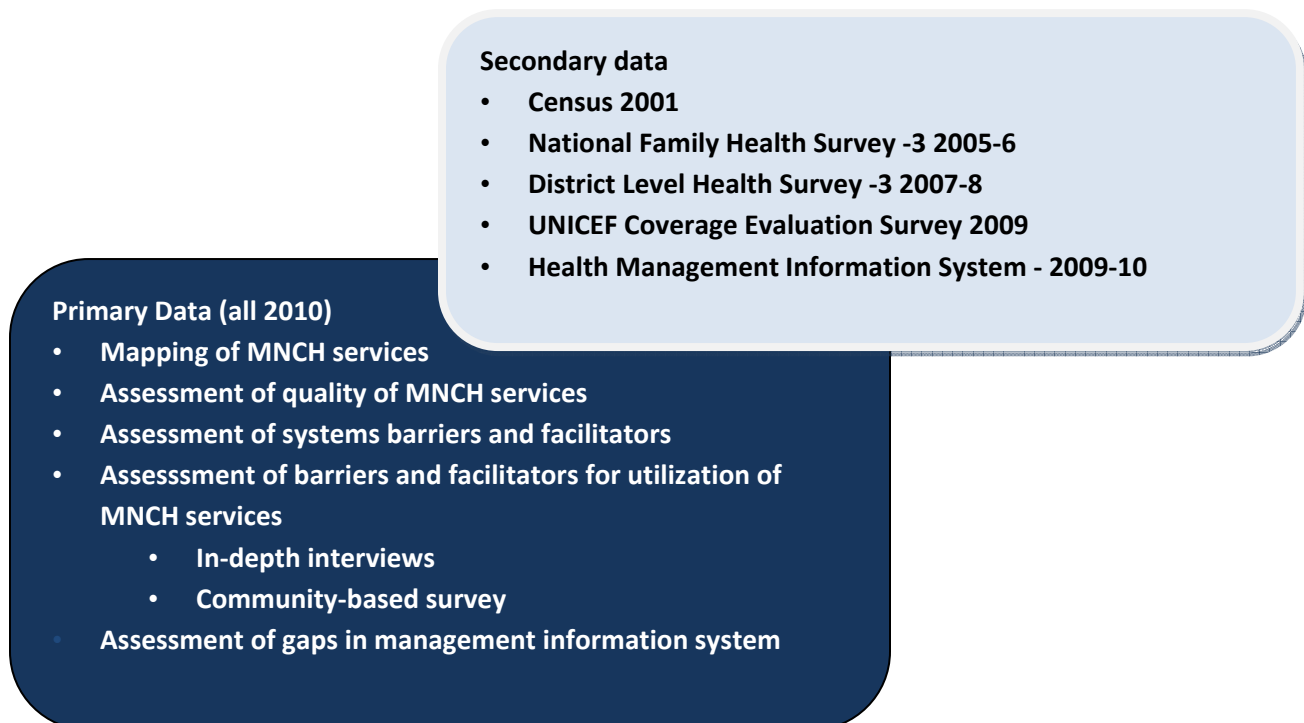 Secondary data
• Census 2001
• National Family Health Survey -3 2005-6
• District Level Health Survey -3 2007-8
• UNICEF Coverage Evaluation Survey 2009
• Health Management Information System - 2009-10
Primary Data (all 2010)
• Mapping of MNCH services
• Assessment of quality of MNCH services
• Assessment of systems barriers and facilitators
• Assesssment of barriers and facilitators for utilization of
MNCH services
• In-depth interviews
• Community-based survey
• Assessment of gaps in management information system